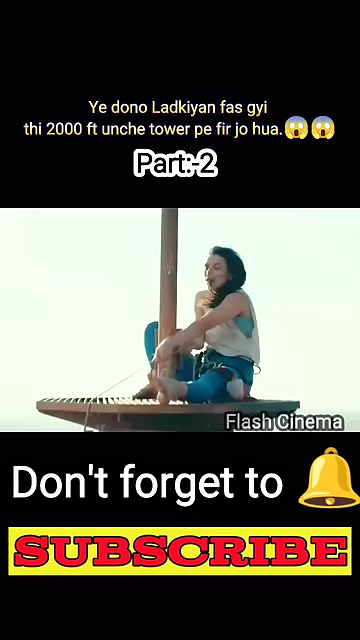 Ye dono Ladkiyan fas gyi
thi 2000 ft unche tower pe fir jo hua.😱😱
Part:-2
Flash Cinema
Don't forget to 🔔
SUBSCRIBE